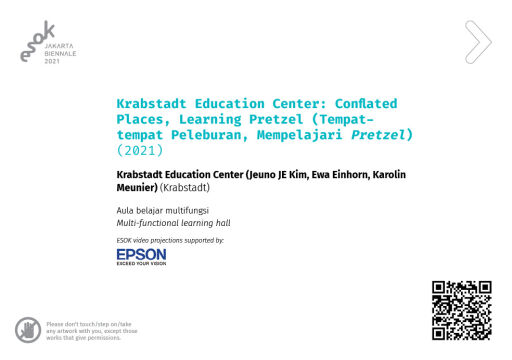 esok
JAKARTA
BIENNALE
2021
Krabstadt Education Center: Conflated
Places, Learning Pretzel (Tempat-
tempat Peleburan, Mempelajari Pretzel)
(2021)
Krabstadt Education Center (Jeuno JE Kim, Ewa Einhorn, Karolin
Meunier) (Krabstadt)
Aula belajar multifungsi
Multi-functional learning hall
ESOK video projections supported by:
EPSON
EXCEED YOUR VISION
Please don't touch/step on/take
any artwork with you, except those
works that give permissions.